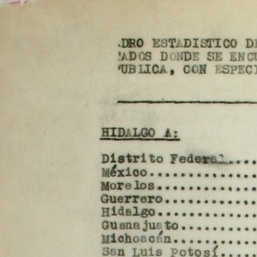 DRO ESTADISTICO D
ADOS DONDE SE ENCU
PUBLICA, CON ESPECI
HIDALGO A:
Distrito Federal....
México..............
Morelos.............
Guerrero............
Hidalgo.............
Guanajuato..........
Michoacán...........
San Luis Potosí.....